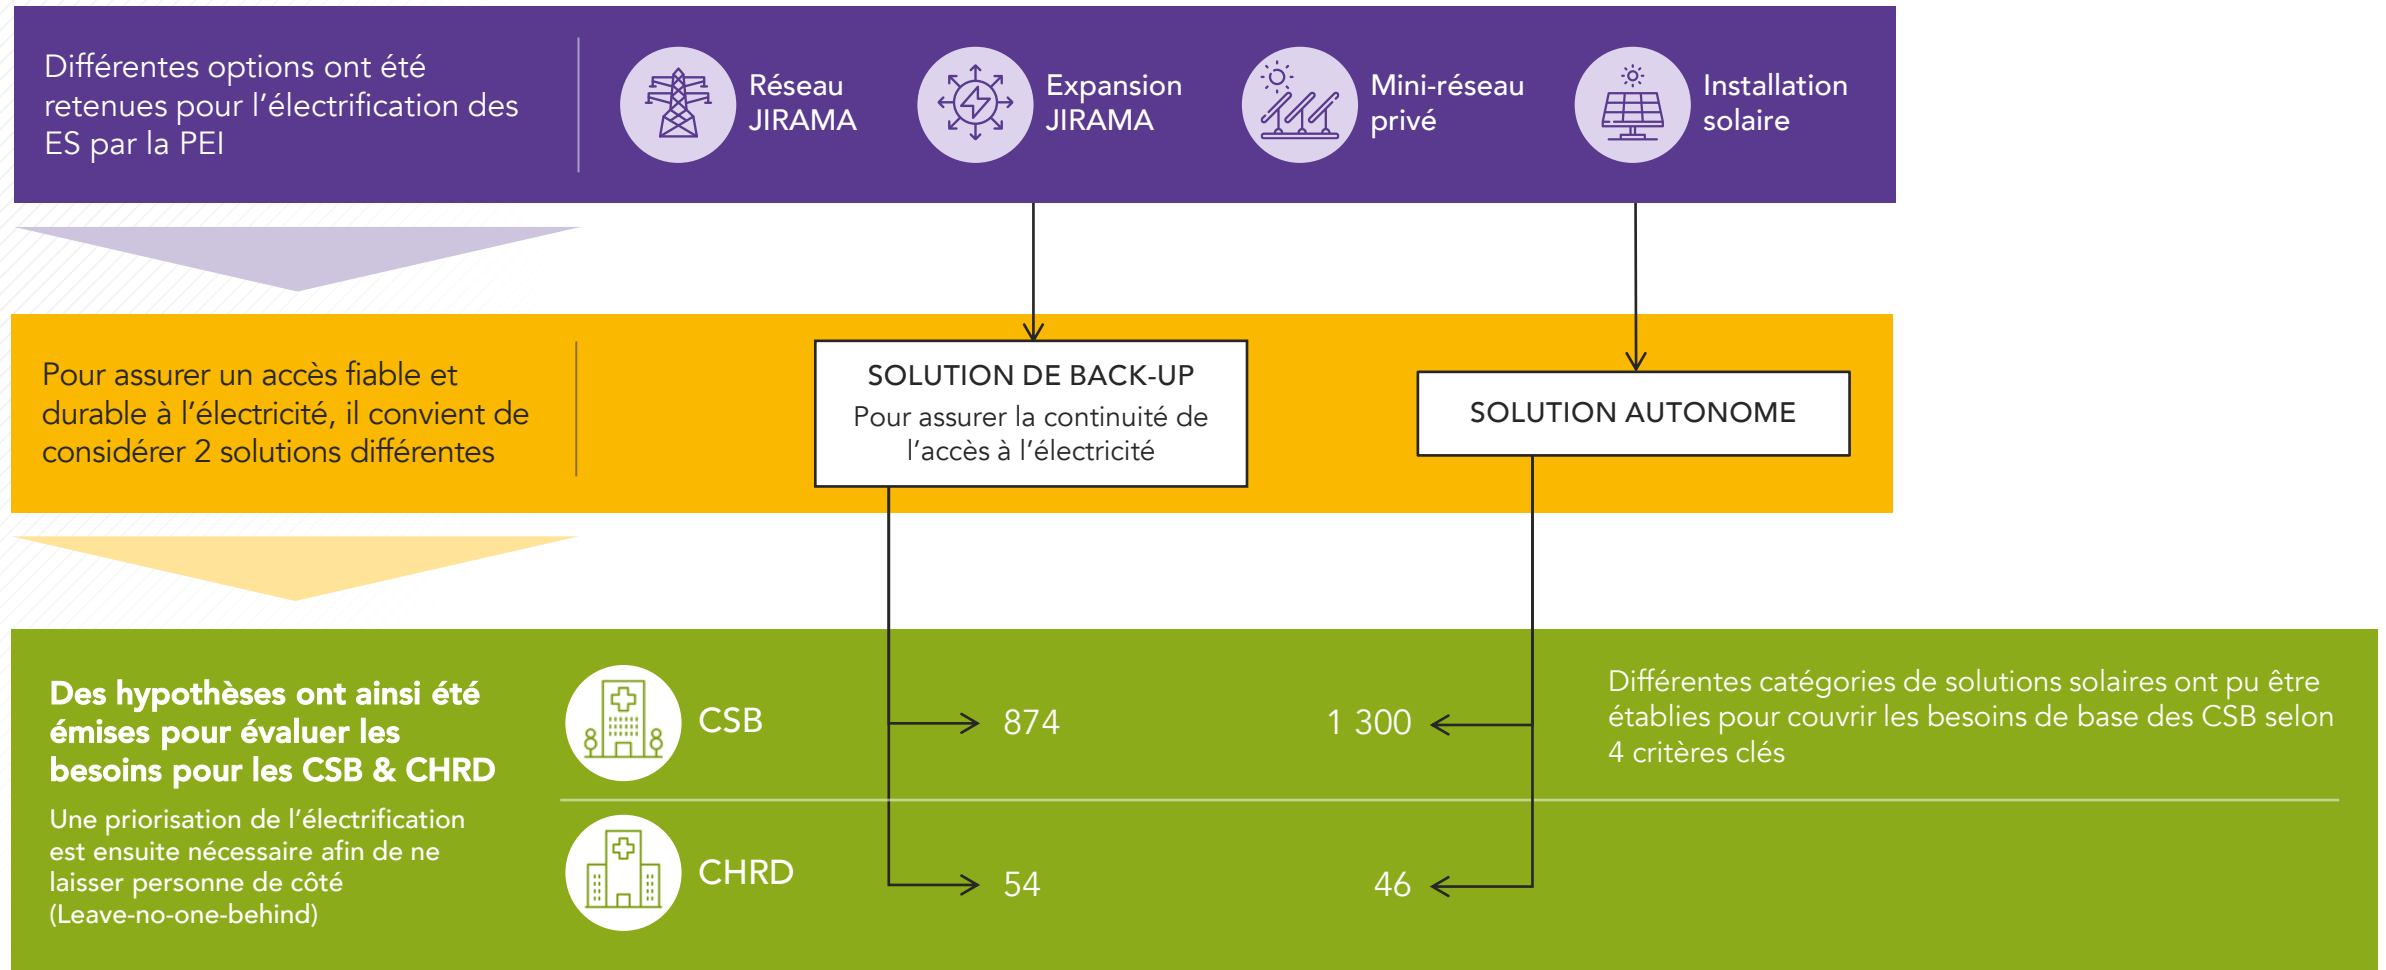 Différentes options ont été
retenues pour l’électrification des
ES par la PEI
Réseau
JIRAMA
Expansion
JIRAMA
Mini-réseau
privé
Installation
solaire
Pour assurer un accès fiable et
durable à l’électricité, il convient de
considérer 2 solutions différentes
SOLUTION DE BACK-UP
Pour assurer la continuité de
l’accès à l’électricité
SOLUTION AUTONOME
Des hypothèses ont ainsi été
émises pour évaluer les
besoins pour les CSB & CHRD
Une priorisation de l’électrification
est ensuite nécessaire afin de ne
laisser personne de côté
(Leave-no-one-behind)
CSB
874
1 300
Différentes catégories de solutions solaires ont pu être
établies pour couvrir les besoins de base des CSB selon
4 critères clés
CHRD
54
46